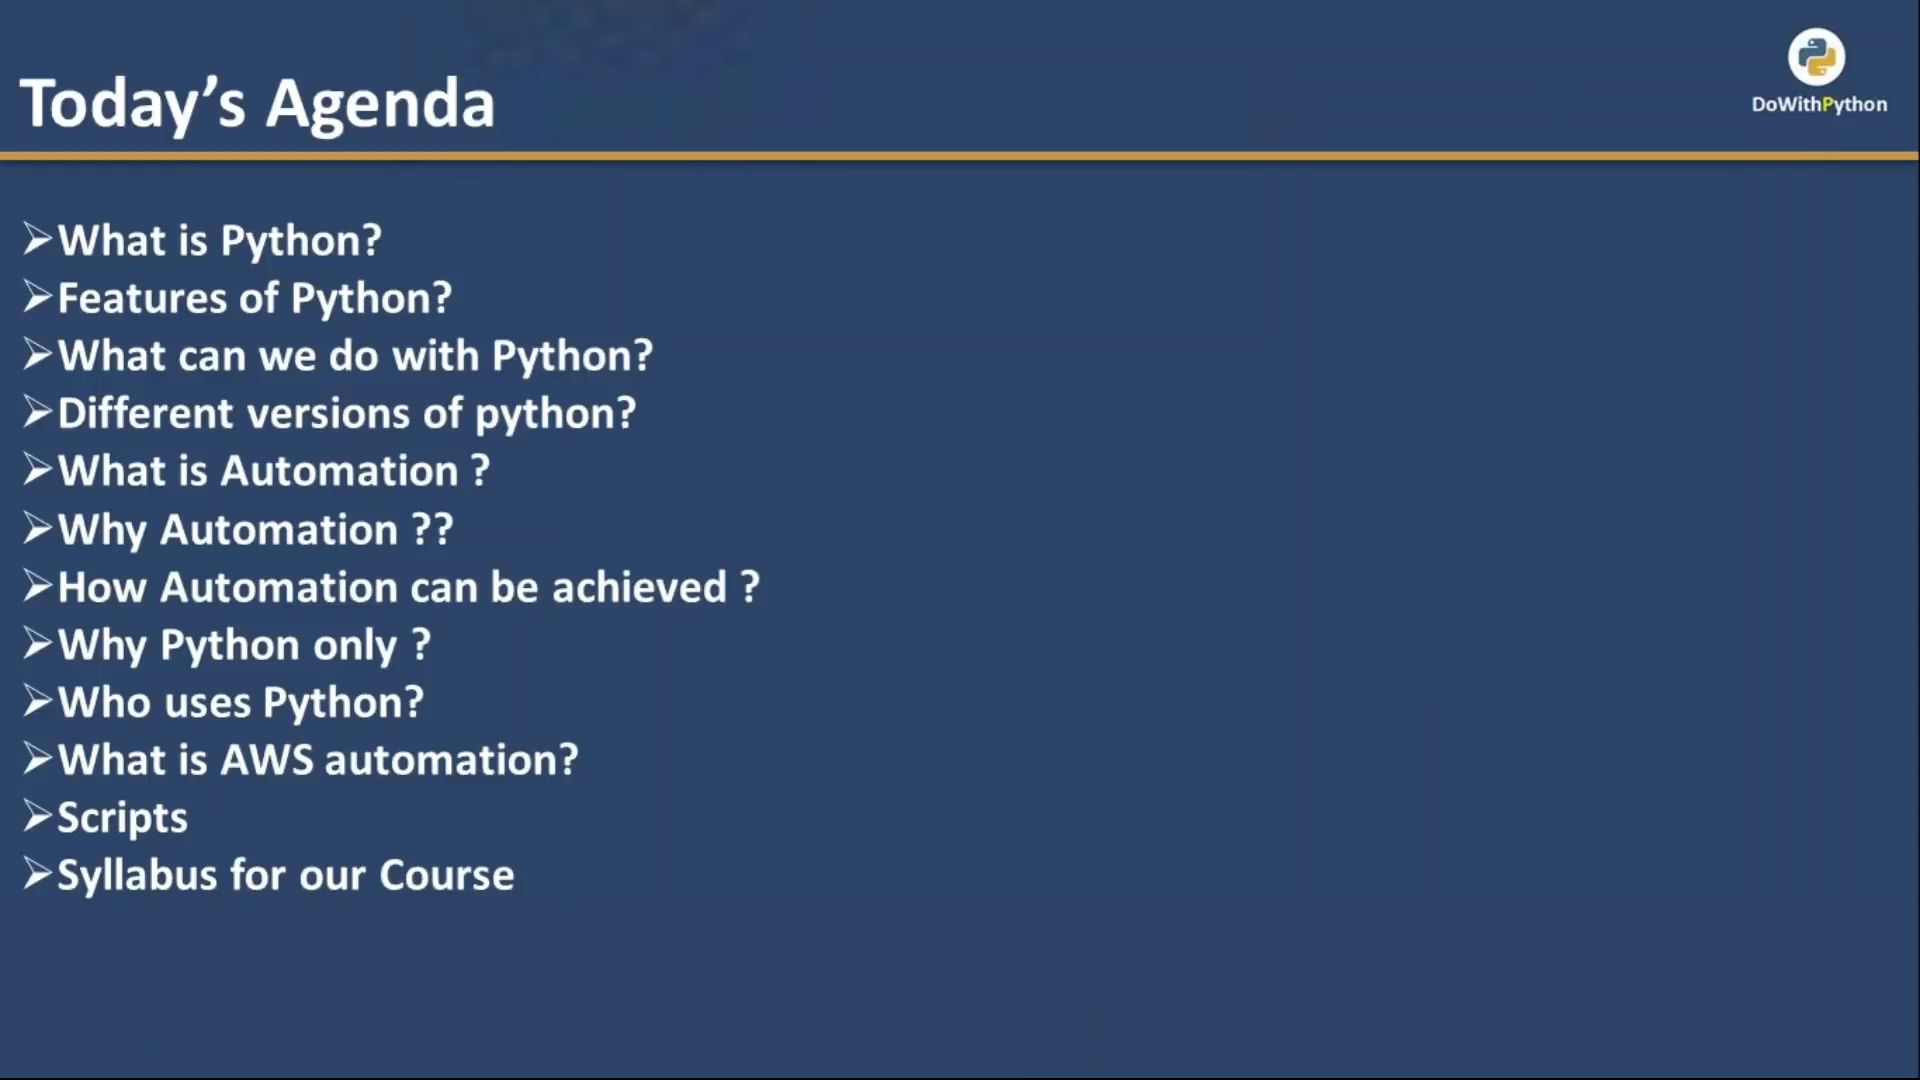 Today’s Agenda
DoWithPython
➢What is Python?
➢Features of Python?
➢What can we do with Python?
➢Different versions of python?
➢What is Automation ?
➢Why Automation ??
➢How Automation can be achieved ?
➢Why Python only ?
➢Who uses Python?
➢What is AWS automation?
➢Scripts
➢Syllabus for our Course